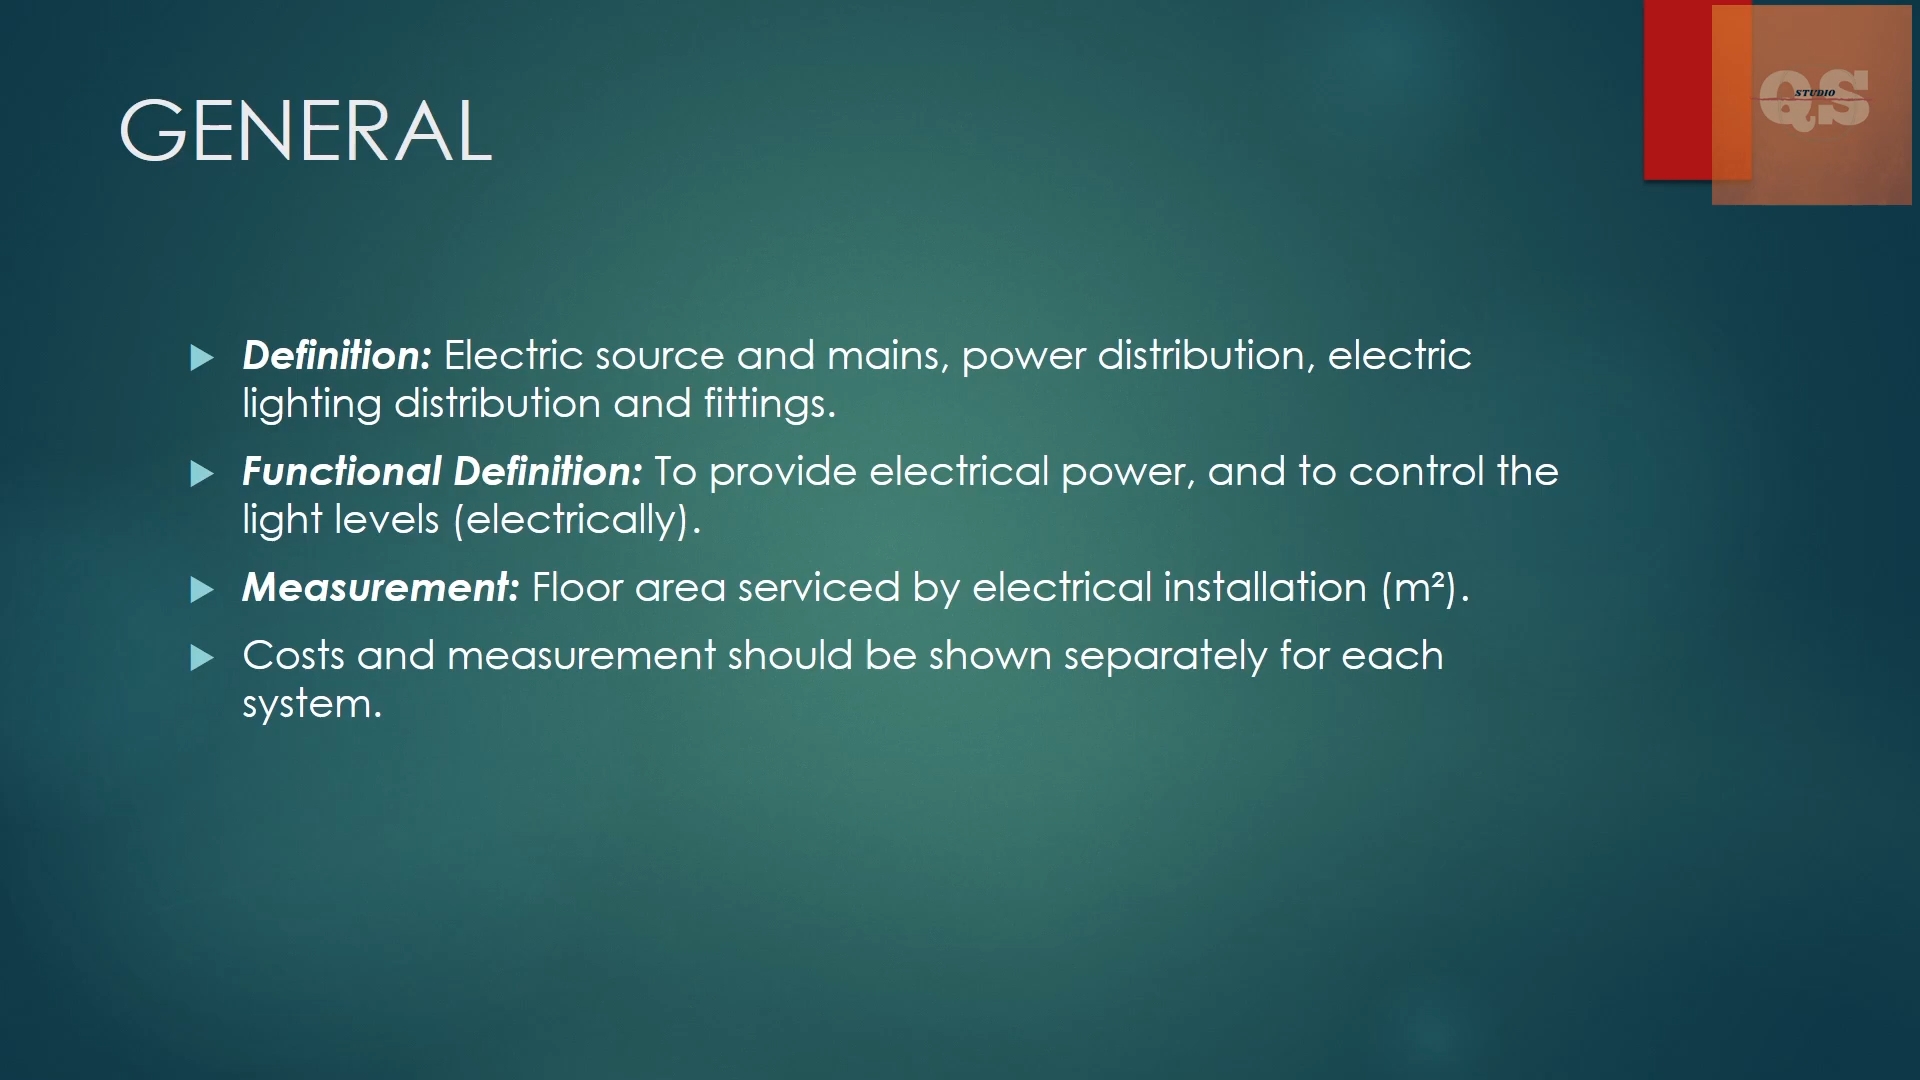 GENERAL
QS
STUDIO
▶ Definition: Electric source and mains, power distribution, electric
lighting distribution and fittings.
▶ Functional Definition: To provide electrical power, and to control the
light levels (electrically).
▶ Measurement: Floor area serviced by electrical installation (m²).
▶ Costs and measurement should be shown separately for each
system.